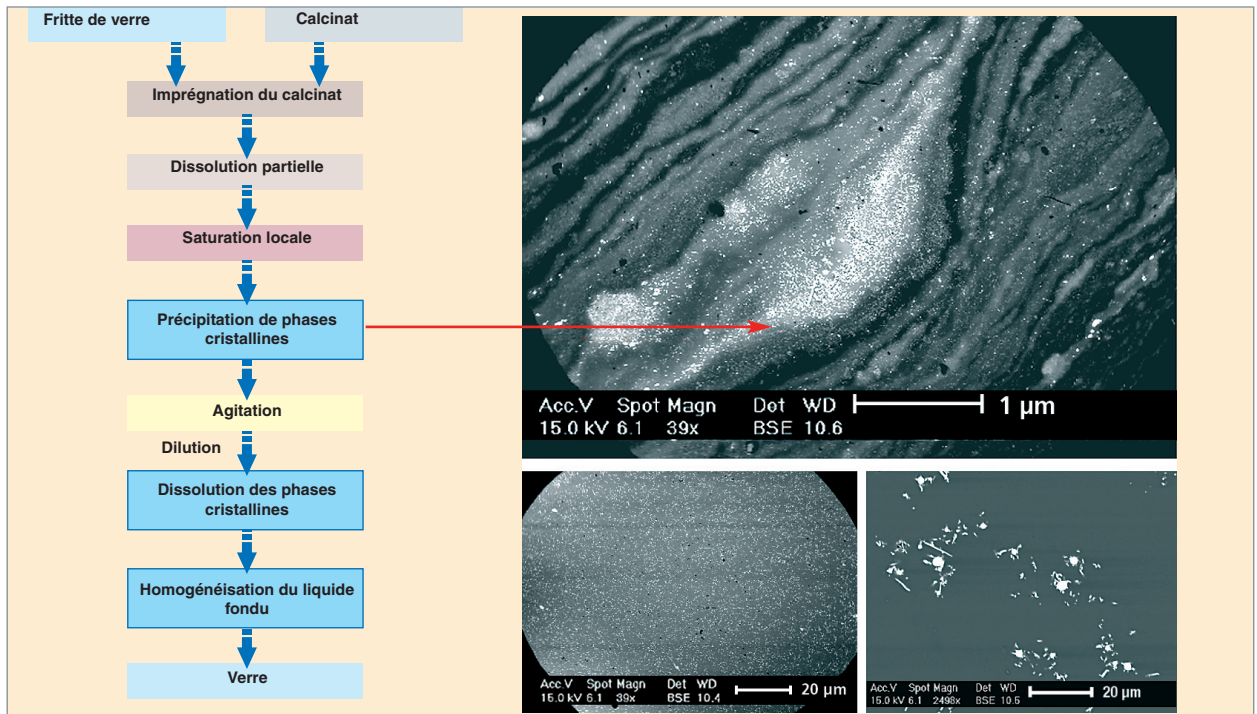 Fritte de verre
Calcinat
Imprégnation du calcinat
Dissolution partielle
Saturation locale
Précipitation de phases
cristallines
Agitation
Dilution
Dissolution des phases
cristallines
Homogénéisation du liquide
fondu
Verre
Acc.V Spot Magn Det WD 1 µm
15.0 kV 6.1 39x BSE 10.6
Acc.V Spot Magn Det WD 20 µm
15.0 kV 6.1 39x BSE 10.4
Acc.V Spot Magn Det WD 20 µm
15.0 kV 6.1 2498x BSE 10.6